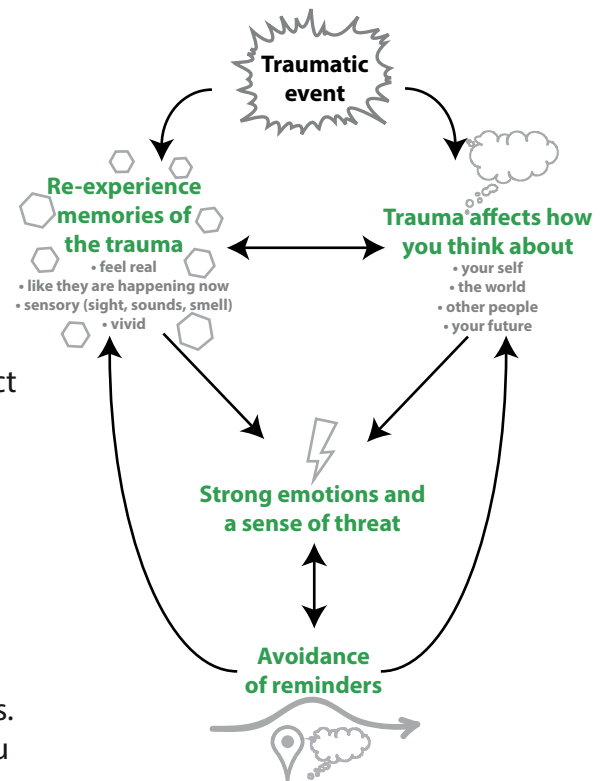 Traumatic
event
Re-experience
memories of
the trauma
• feel real
• like they are happening now
• sensory (sight, sounds, smell)
• vivid
Trauma affects how
you think about
• your self
• the world
• other people
• your future
ct
Strong emotions and
a sense of threat
Avoidance
of reminders
s.
u